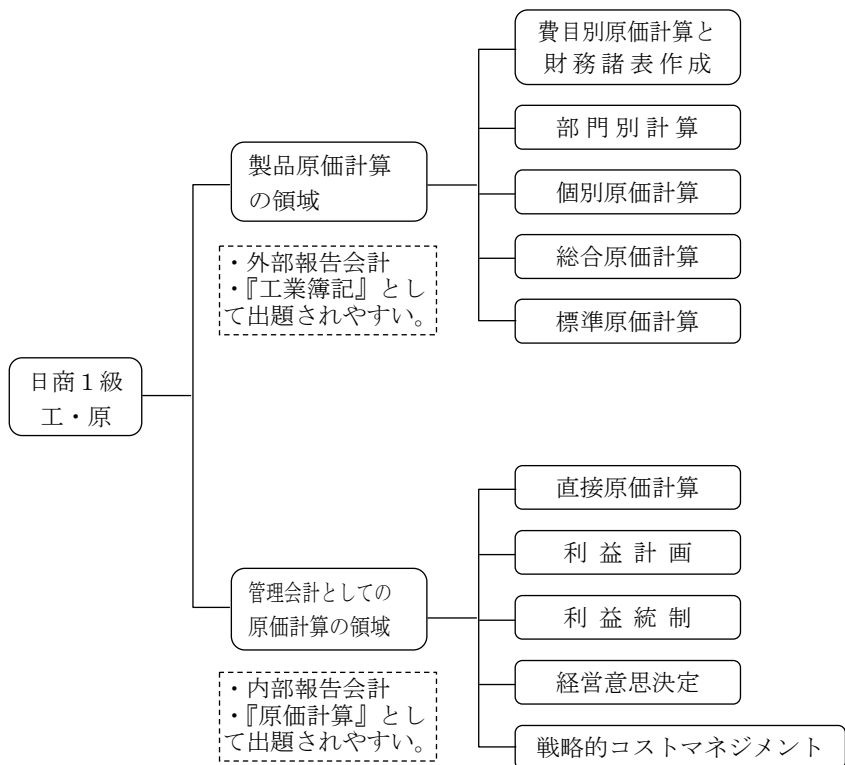 日商１級
工・原
製品原価計算
の領域
・外部報告会計
・『工業簿記』とし
て出題されやすい。
費目別原価計算と
財務諸表作成
部門別計算
個別原価計算
総合原価計算
標準原価計算
管理会計としての
原価計算の領域
・内部報告会計
・『原価計算』とし
て出題されやすい。
直接原価計算
利益計画
利益統制
経営意思決定
戦略的コストマネジメント